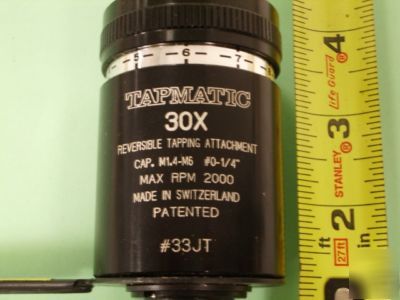 5 6 7
TAPMATIC
30X
REVERSIBLE TAPPING ATTACHMENT
CAP. M1.4-M6 #0-1/4"
MAX RPM 2000
MADE IN SWITZERLAND
PATENTED
#33JT
4
Life Guard
3
STANLEY
2
ft
27ft